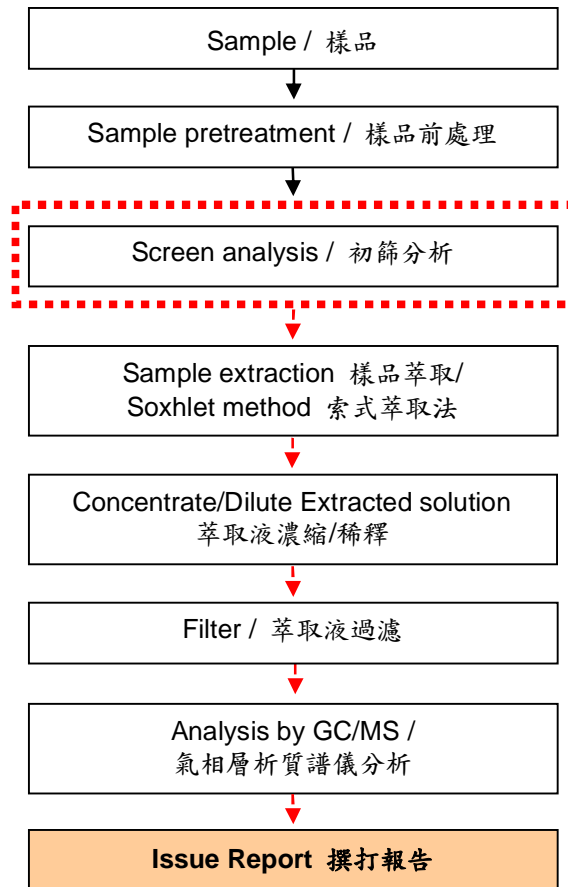 Sample / 樣品
Sample pretreatment / 樣品前處理
Screen analysis / 初篩分析
Sample extraction 樣品萃取/
Soxhlet method 索式萃取法
Concentrate/Dilute Extracted solution
萃取液濃縮/稀釋
Filter / 萃取液過濾
Analysis by GC/MS /
氣相層析質譜儀分析
Issue Report 撰打報告